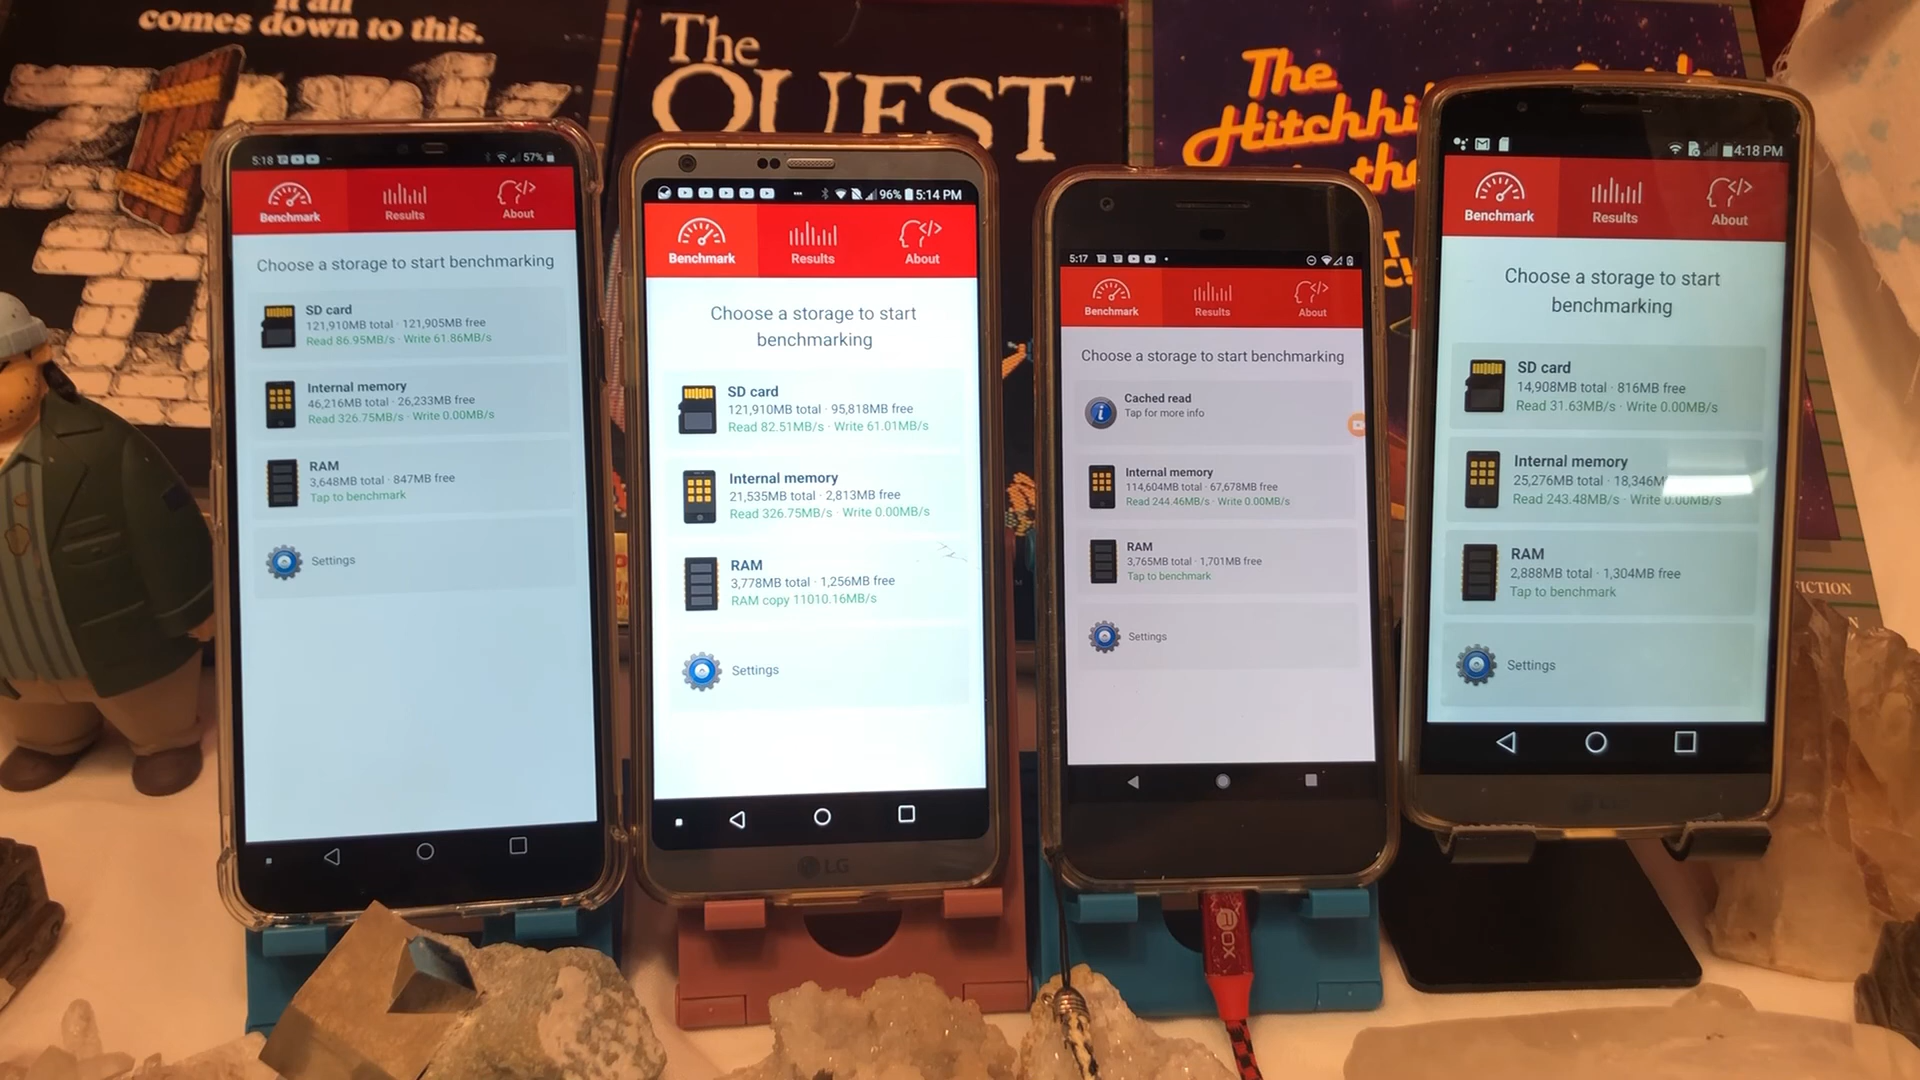 it all
comes down to this.
The
QUEST™
The
Hitchhi
to the
5:18
57%
Benchmark
Results
About
Choose a storage to start benchmarking
SD card
121,910MB total · 121,905MB free
Read 86.95MB/s · Write 61.86MB/s
Internal memory
46,216MB total · 26,233MB free
Read 326.75MB/s · Write 0.00MB/s
RAM
3,648MB total · 847MB free
Tap to benchmark
Settings
96% 5:14 PM
Benchmark
Results
About
Choose a storage to start
benchmarking
SD card
121,910MB total · 95,818MB free
Read 82.51MB/s · Write 61.01MB/s
Internal memory
21,535MB total · 2,813MB free
Read 326.75MB/s · Write 0.00MB/s
RAM
3,778MB total · 1,256MB free
RAM copy 11010.16MB/s
Settings
LG
5:17
Benchmark
Results
About
Choose a storage to start benchmarking
Cached read
Tap for more info
Internal memory
114,604MB total · 67,678MB free
Read 244.46MB/s · Write 0.00MB/s
RAM
3,765MB total · 1,701MB free
Tap to benchmark
Settings
4:18 PM
Benchmark
Results
About
Choose a storage to start
benchmarking
SD card
14,908MB total · 816MB free
Read 31.63MB/s · Write 0.00MB/s
Internal memory
25,276MB total · 18,346M
Read 243.48MB/s · Write 0.00MB/s
RAM
2,888MB total · 1,304MB free
Tap to benchmark
Settings
FICTION